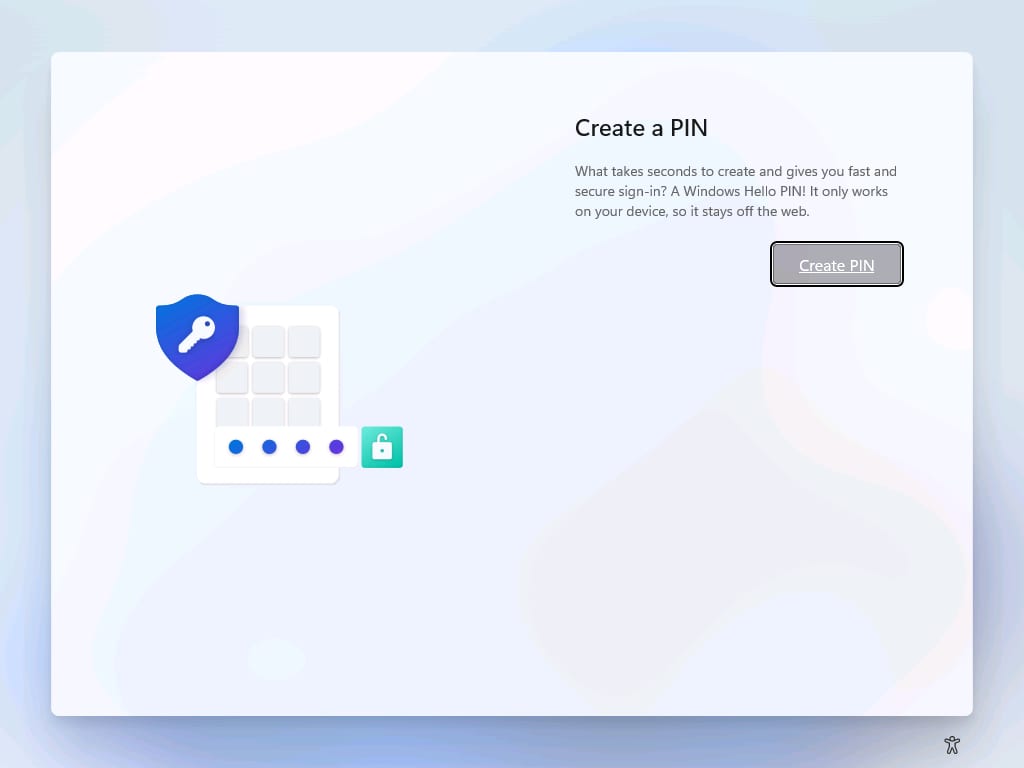 Create a PIN
What takes seconds to create and gives you fast and
secure sign-in? A Windows Hello PIN! It only works
on your device, so it stays off the web.
Create PIN